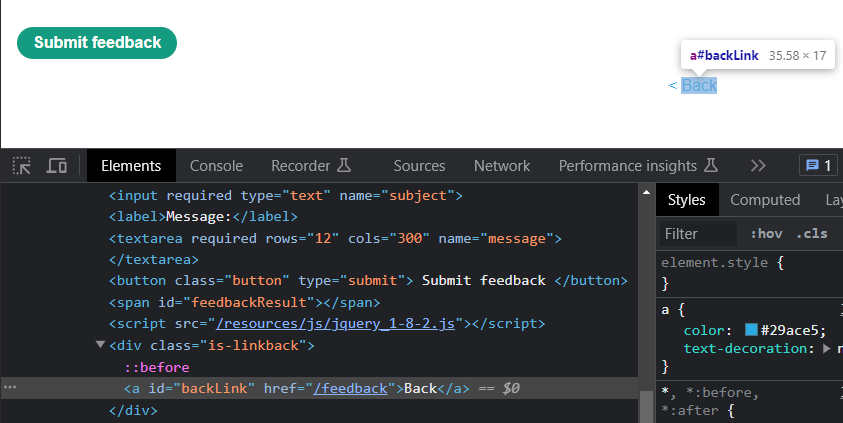 Submit feedback
a#backLink 35.58 × 17
< Back
Elements Console Recorder Sources Network Performance insights 1
<input required type="text" name="subject">
<label>Message:</label>
<textarea required rows="12" cols="300" name="message">
</textarea>
<button class="button" type="submit"> Submit feedback </button>
<span id="feedbackResult"></span>
<script src="/resources/js/jquery_1-8-2.js"></script>
<div class="is-linkback">
::before
<a id="backLink" href="/feedback">Back</a> == $0
</div>
Styles Computed Lay
Filter :hov .cls
element.style {
}
a {
color: #29ace5;
text-decoration:
}
*, *:before,
*:after {